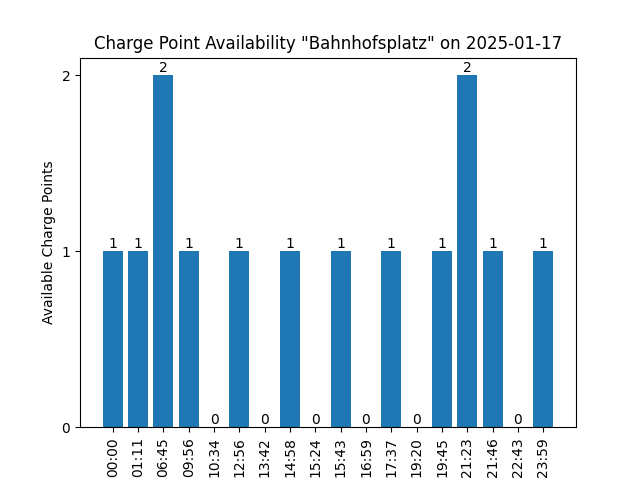 Charge Point Availability "Bahnhofsplatz" on 2025-01-17
Available Charge Points
2
1
0
1 1 2 1 0 1 0 1 0 1 0 1 0 1 2 1 0 1
00:00 01:11 06:45 09:56 10:34 12:56 13:42 14:58 15:24 15:43 16:59 17:37 19:20 19:45 21:23 21:46 22:43 23:59